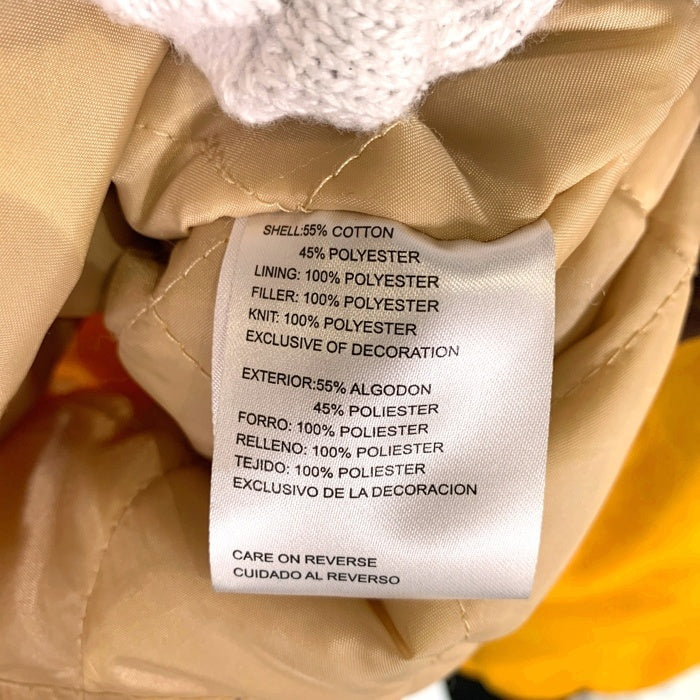 SHELL:55% COTTON
45% POLYESTER
LINING: 100% POLYESTER
FILLER: 100% POLYESTER
KNIT: 100% POLYESTER
EXCLUSIVE OF DECORATION
EXTERIOR:55% ALGODON
45% POLIESTER
FORRO: 100% POLIESTER
RELLENO: 100% POLIESTER
TEJIDO: 100% POLIESTER
EXCLUSIVO DE LA DECORACION
CARE ON REVERSE
CUIDADO AL REVERSO